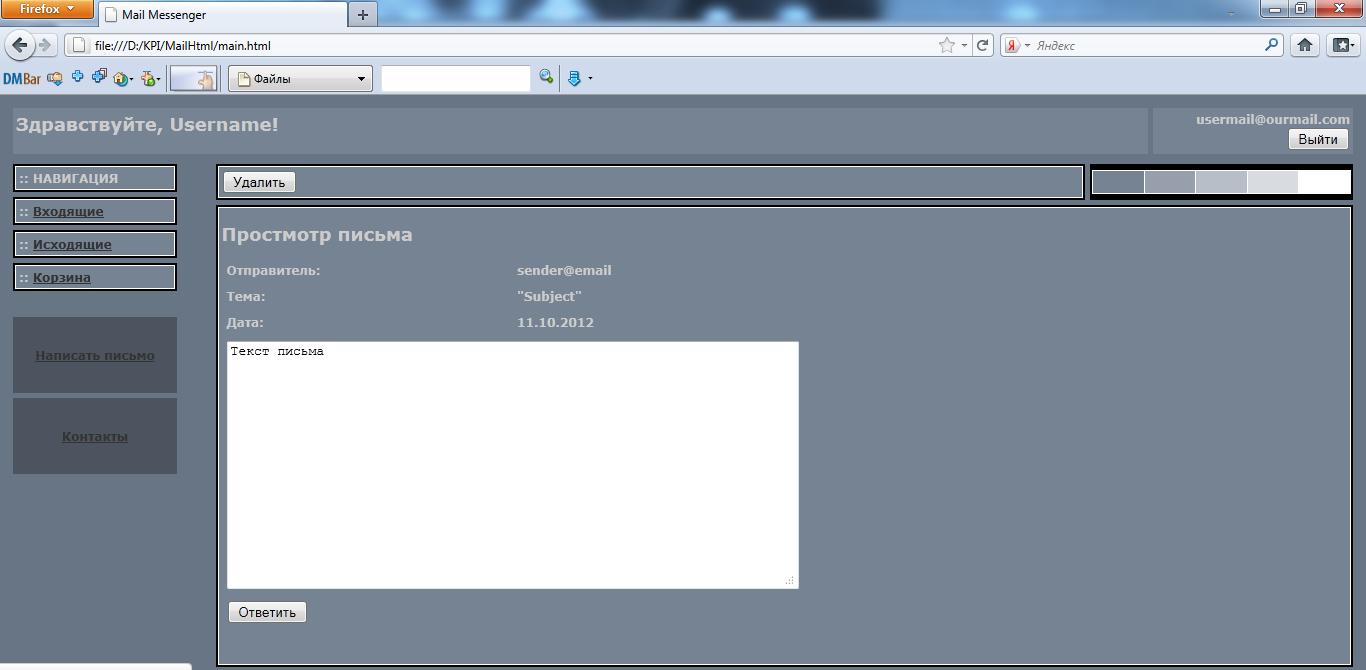 Firefox
Mail Messenger
file:///D:/KPI/MailHtml/main.html
Я Яндекс
DMBar
Файлы
Здравствуйте, Username!
usermail@ourmail.com
Выйти
:: НАВИГАЦИЯ
Удалить
:: Входящие
:: Исходящие
:: Корзина
Простмотр письма
Отправитель: sender@email
Тема: "Subject"
Дата: 11.10.2012
Текст письма
Написать письмо
Контакты
Ответить